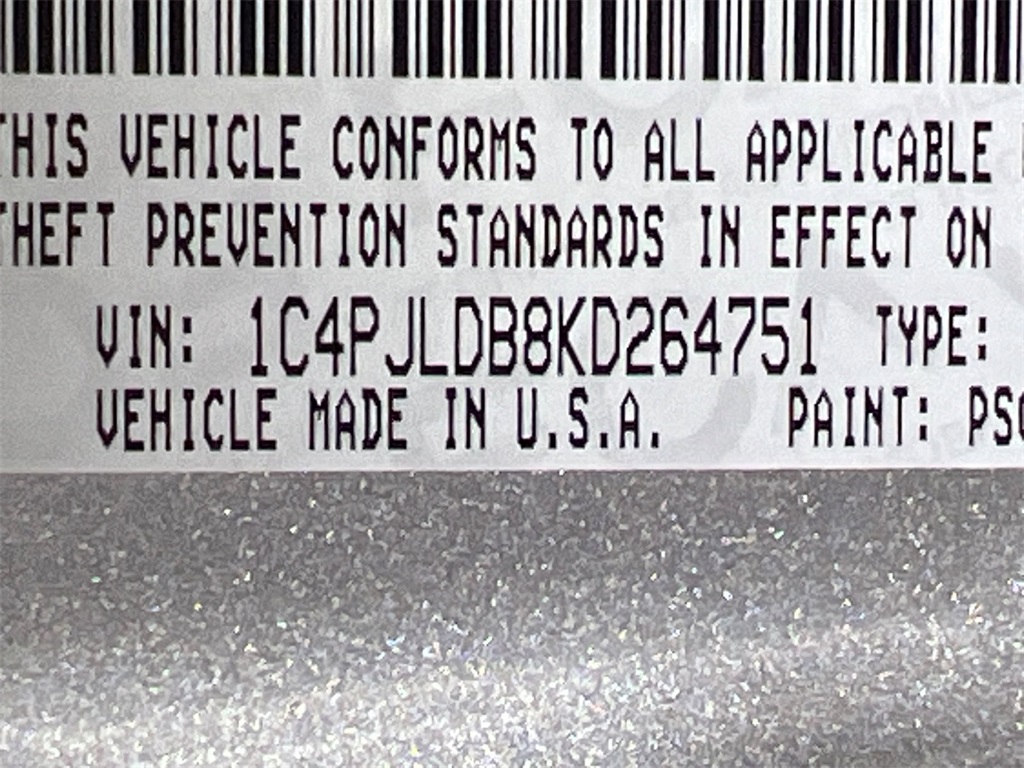 THIS VEHICLE CONFORMS TO ALL APPLICABLE
THEFT PREVENTION STANDARDS IN EFFECT ON
VIN: 1C4PJLDB8KD264751 TYPE:
VEHICLE MADE IN U.S.A. PAINT: